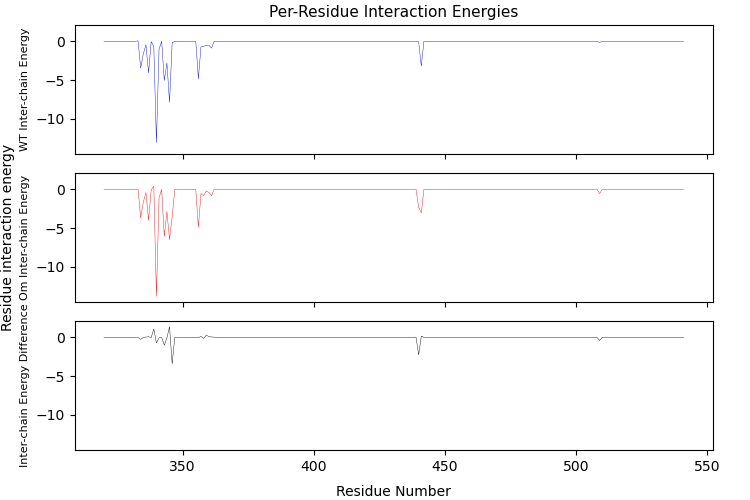 Per-Residue Interaction Energies
WT Inter-chain Energy
0
−5
−10
Residue interaction energy
Om Inter-chain Energy
0
−5
−10
Inter-chain Energy Difference
0
−5
−10
350
400
450
500
550
Residue Number